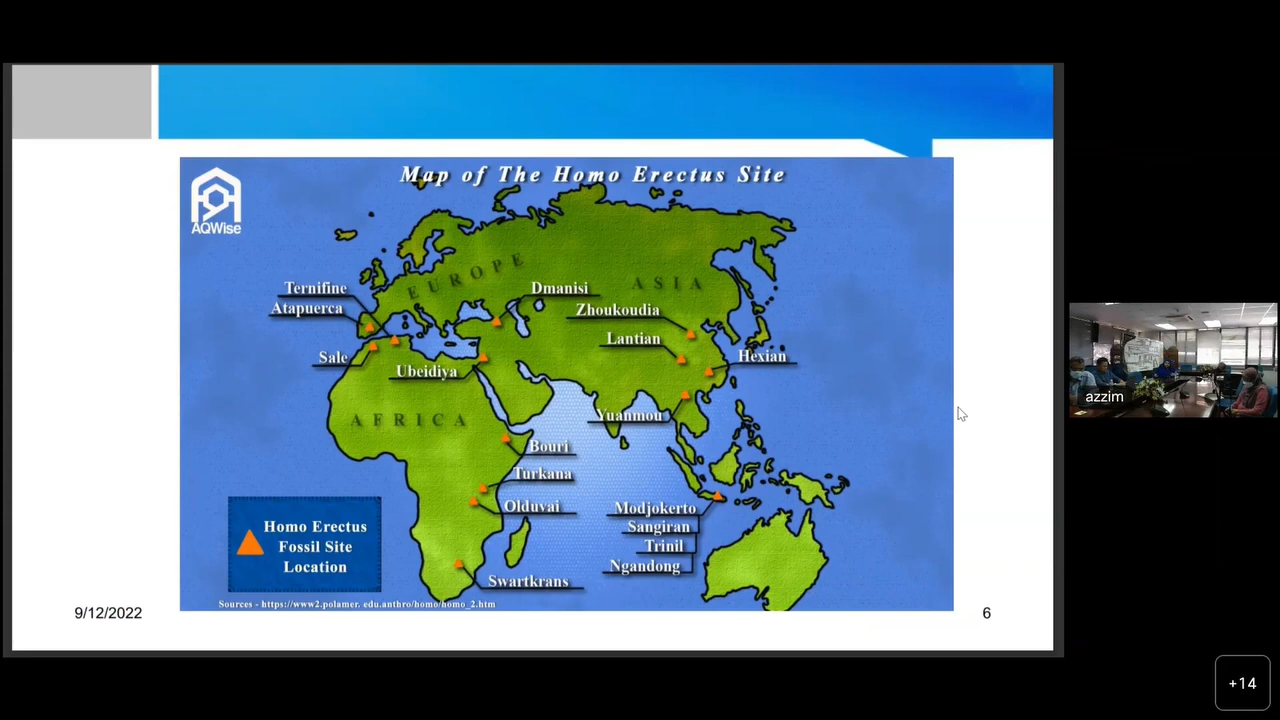 Map of The Homo Erectus Site
AQWise
EUROPE
ASIA
Ternifine
Atapuerca
Dmanisi
Zhoukoudia
Lantian
Hexian
Sale
Ubeidiya
Yuanmou
AFRICA
Bouri
Turkana
Olduvai
Modjokerto
Sangiran
Trinil
Ngandong
Swartkrans
Homo Erectus
Fossil Site
Location
Sources - https://www2.polamer. edu.anthro/homo/homo_2.htm
9/12/2022
6
azzim
+14